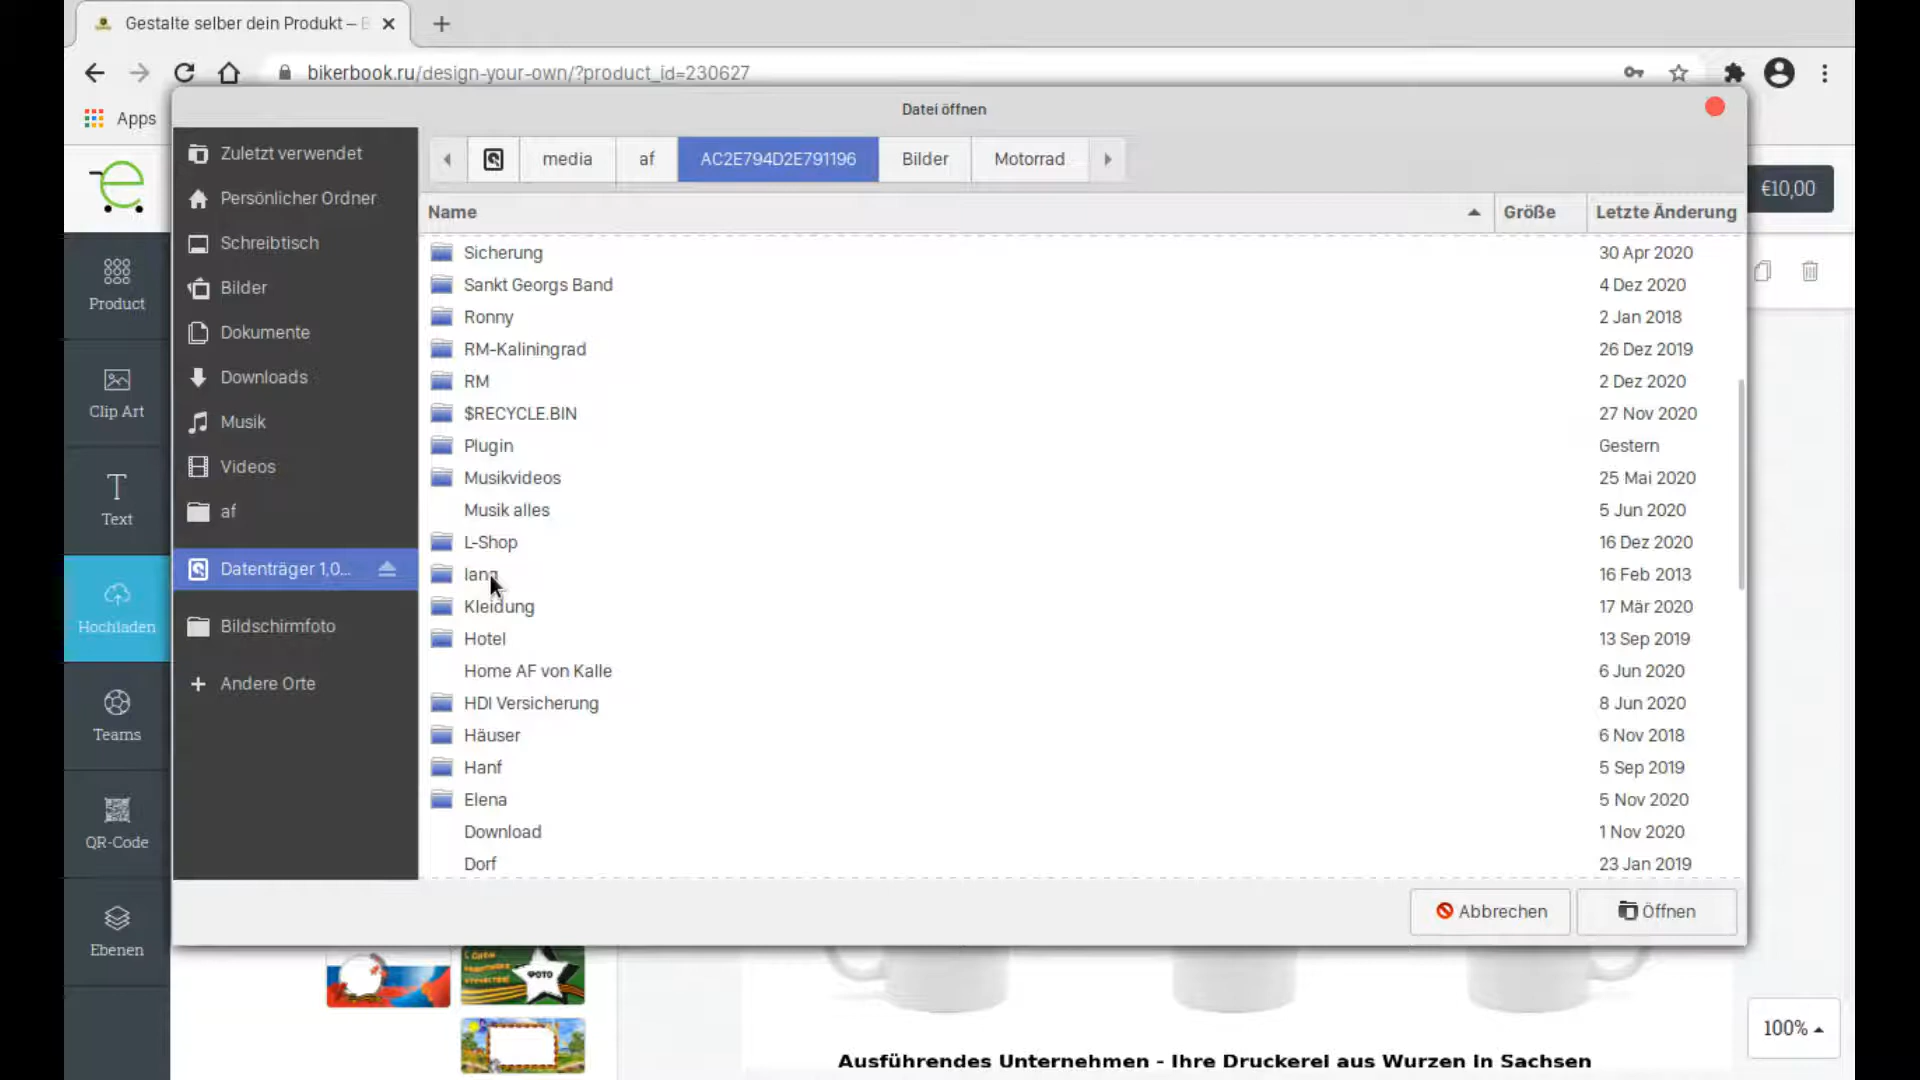 Gestalte selber dein Produkt – E
bikerbook.ru/design-your-own/?product_id=230627
Apps
Datei öffnen
Zuletzt verwendet
Persönlicher Ordner
Schreibtisch
Bilder
Dokumente
Downloads
Musik
Videos
af
Datenträger 1,0...
Bildschirmfoto
Andere Orte
media af AC2E794D2E791196 Bilder Motorrad
Name Größe Letzte Änderung
Sicherung 30 Apr 2020
Sankt Georgs Band 4 Dez 2020
Ronny 2 Jan 2018
RM-Kaliningrad 26 Dez 2019
RM 2 Dez 2020
$RECYCLE.BIN 27 Nov 2020
Plugin Gestern
Musikvideos 25 Mai 2020
Musik alles 5 Jun 2020
L-Shop 16 Dez 2020
lang 16 Feb 2013
Kleidung 17 Mär 2020
Hotel 13 Sep 2019
Home AF von Kalle 6 Jun 2020
HDI Versicherung 8 Jun 2020
Häuser 6 Nov 2018
Hanf 5 Sep 2019
Elena 5 Nov 2020
Download 1 Nov 2020
Dorf 23 Jan 2019
Abbrechen Öffnen
€10,00
Product
Clip Art
Text
Hochladen
Teams
QR-Code
Ebenen
ФОТО
100%
Ausführendes Unternehmen - Ihre Druckerei aus Wurzen in Sachsen